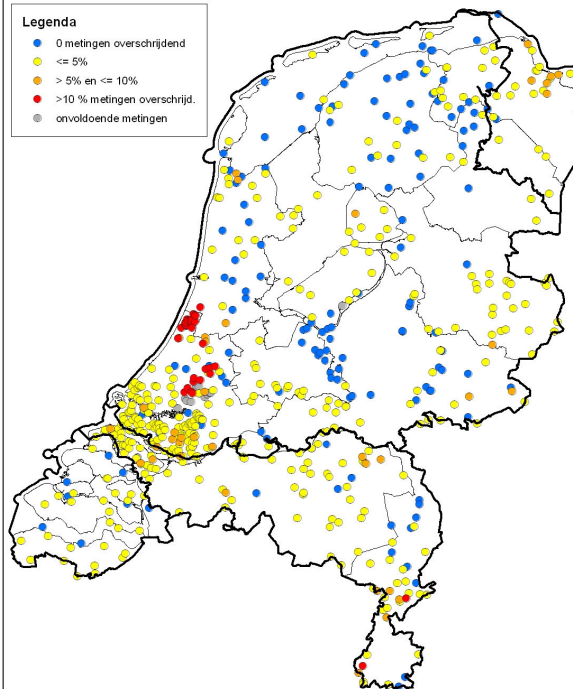 Legenda
0 metingen overschrijdend
<= 5%
> 5% en <= 10%
>10 % metingen overschrijd.
onvoldoende metingen